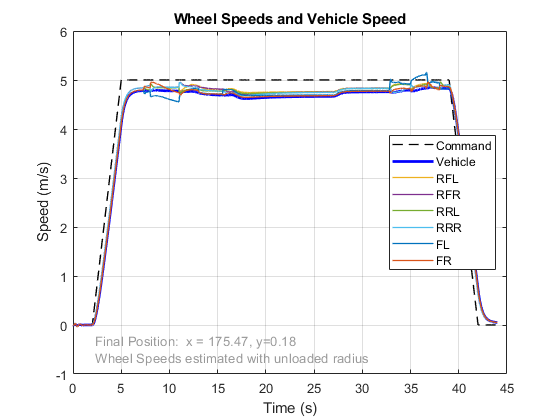 Wheel Speeds and Vehicle Speed
6
5
4
3
2
1
0
-1
Speed (m/s)
Command
Vehicle
RFL
RFR
RRL
RRR
FL
FR
Final Position: x = 175.47, y=0.18
Wheel Speeds estimated with unloaded radius
0 5 10 15 20 25 30 35 40 45
Time (s)